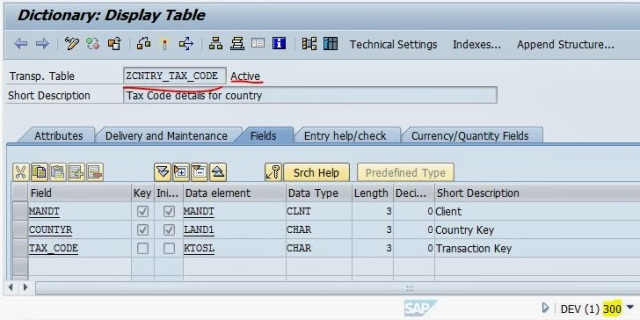 Dictionary: Display Table
Technical Settings Indexes... Append Structure...
Transp. Table ZCNTRY_TAX_CODE Active
Short Description Tax Code details for country
Attributes Delivery and Maintenance Fields Entry help/check Currency/Quantity Fields
Srch Help Predefined Type
Field Key Ini... Data element Data Type Length Deci... Short Description
MANDT MANDT CLNT 3 0 Client
COUNTYR LAND1 CHAR 3 0 Country Key
TAX_CODE KTOSL CHAR 3 0 Transaction Key
SAP DEV (1) 300